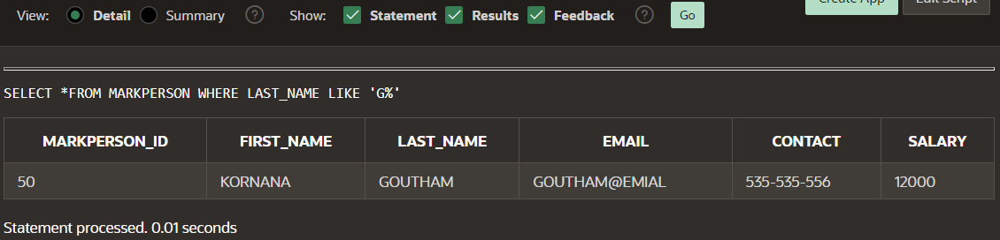 View: Detail Summary ? Show: Statement Results Feedback ? Go Create App Edit Script
SELECT *FROM MARKPERSON WHERE LAST_NAME LIKE 'G%'
MARKPERSON_ID FIRST_NAME LAST_NAME EMAIL CONTACT SALARY
50 KORNANA GOUTHAM GOUTHAM@EMIAL 535-535-556 12000
Statement processed. 0.01 seconds